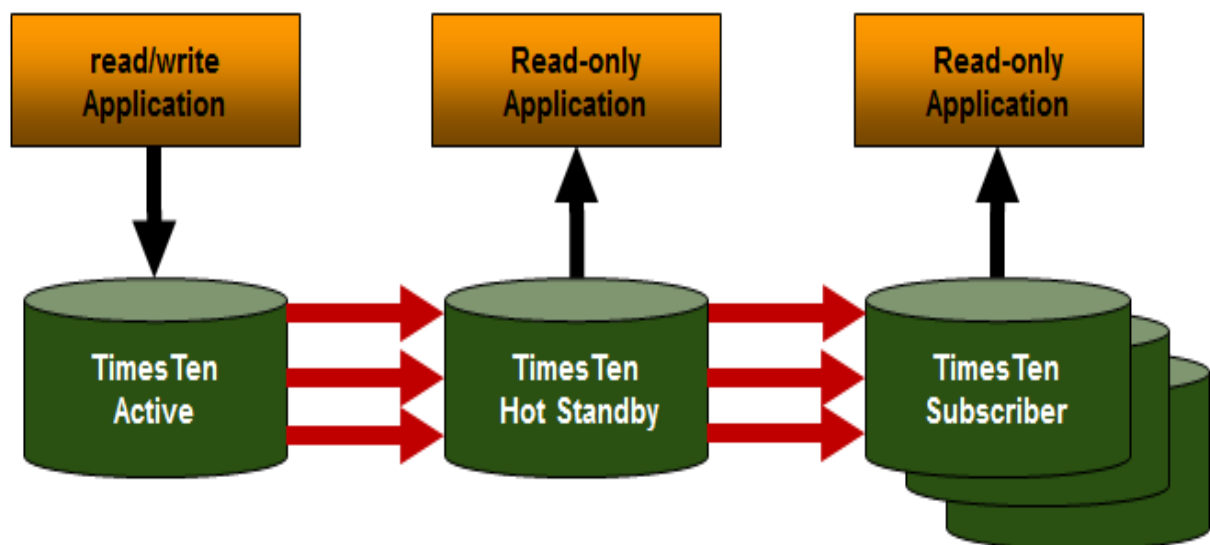 read/write
Application
Read-only
Application
Read-only
Application
TimesTen
Active
TimesTen
Hot Standby
TimesTen
Subscriber